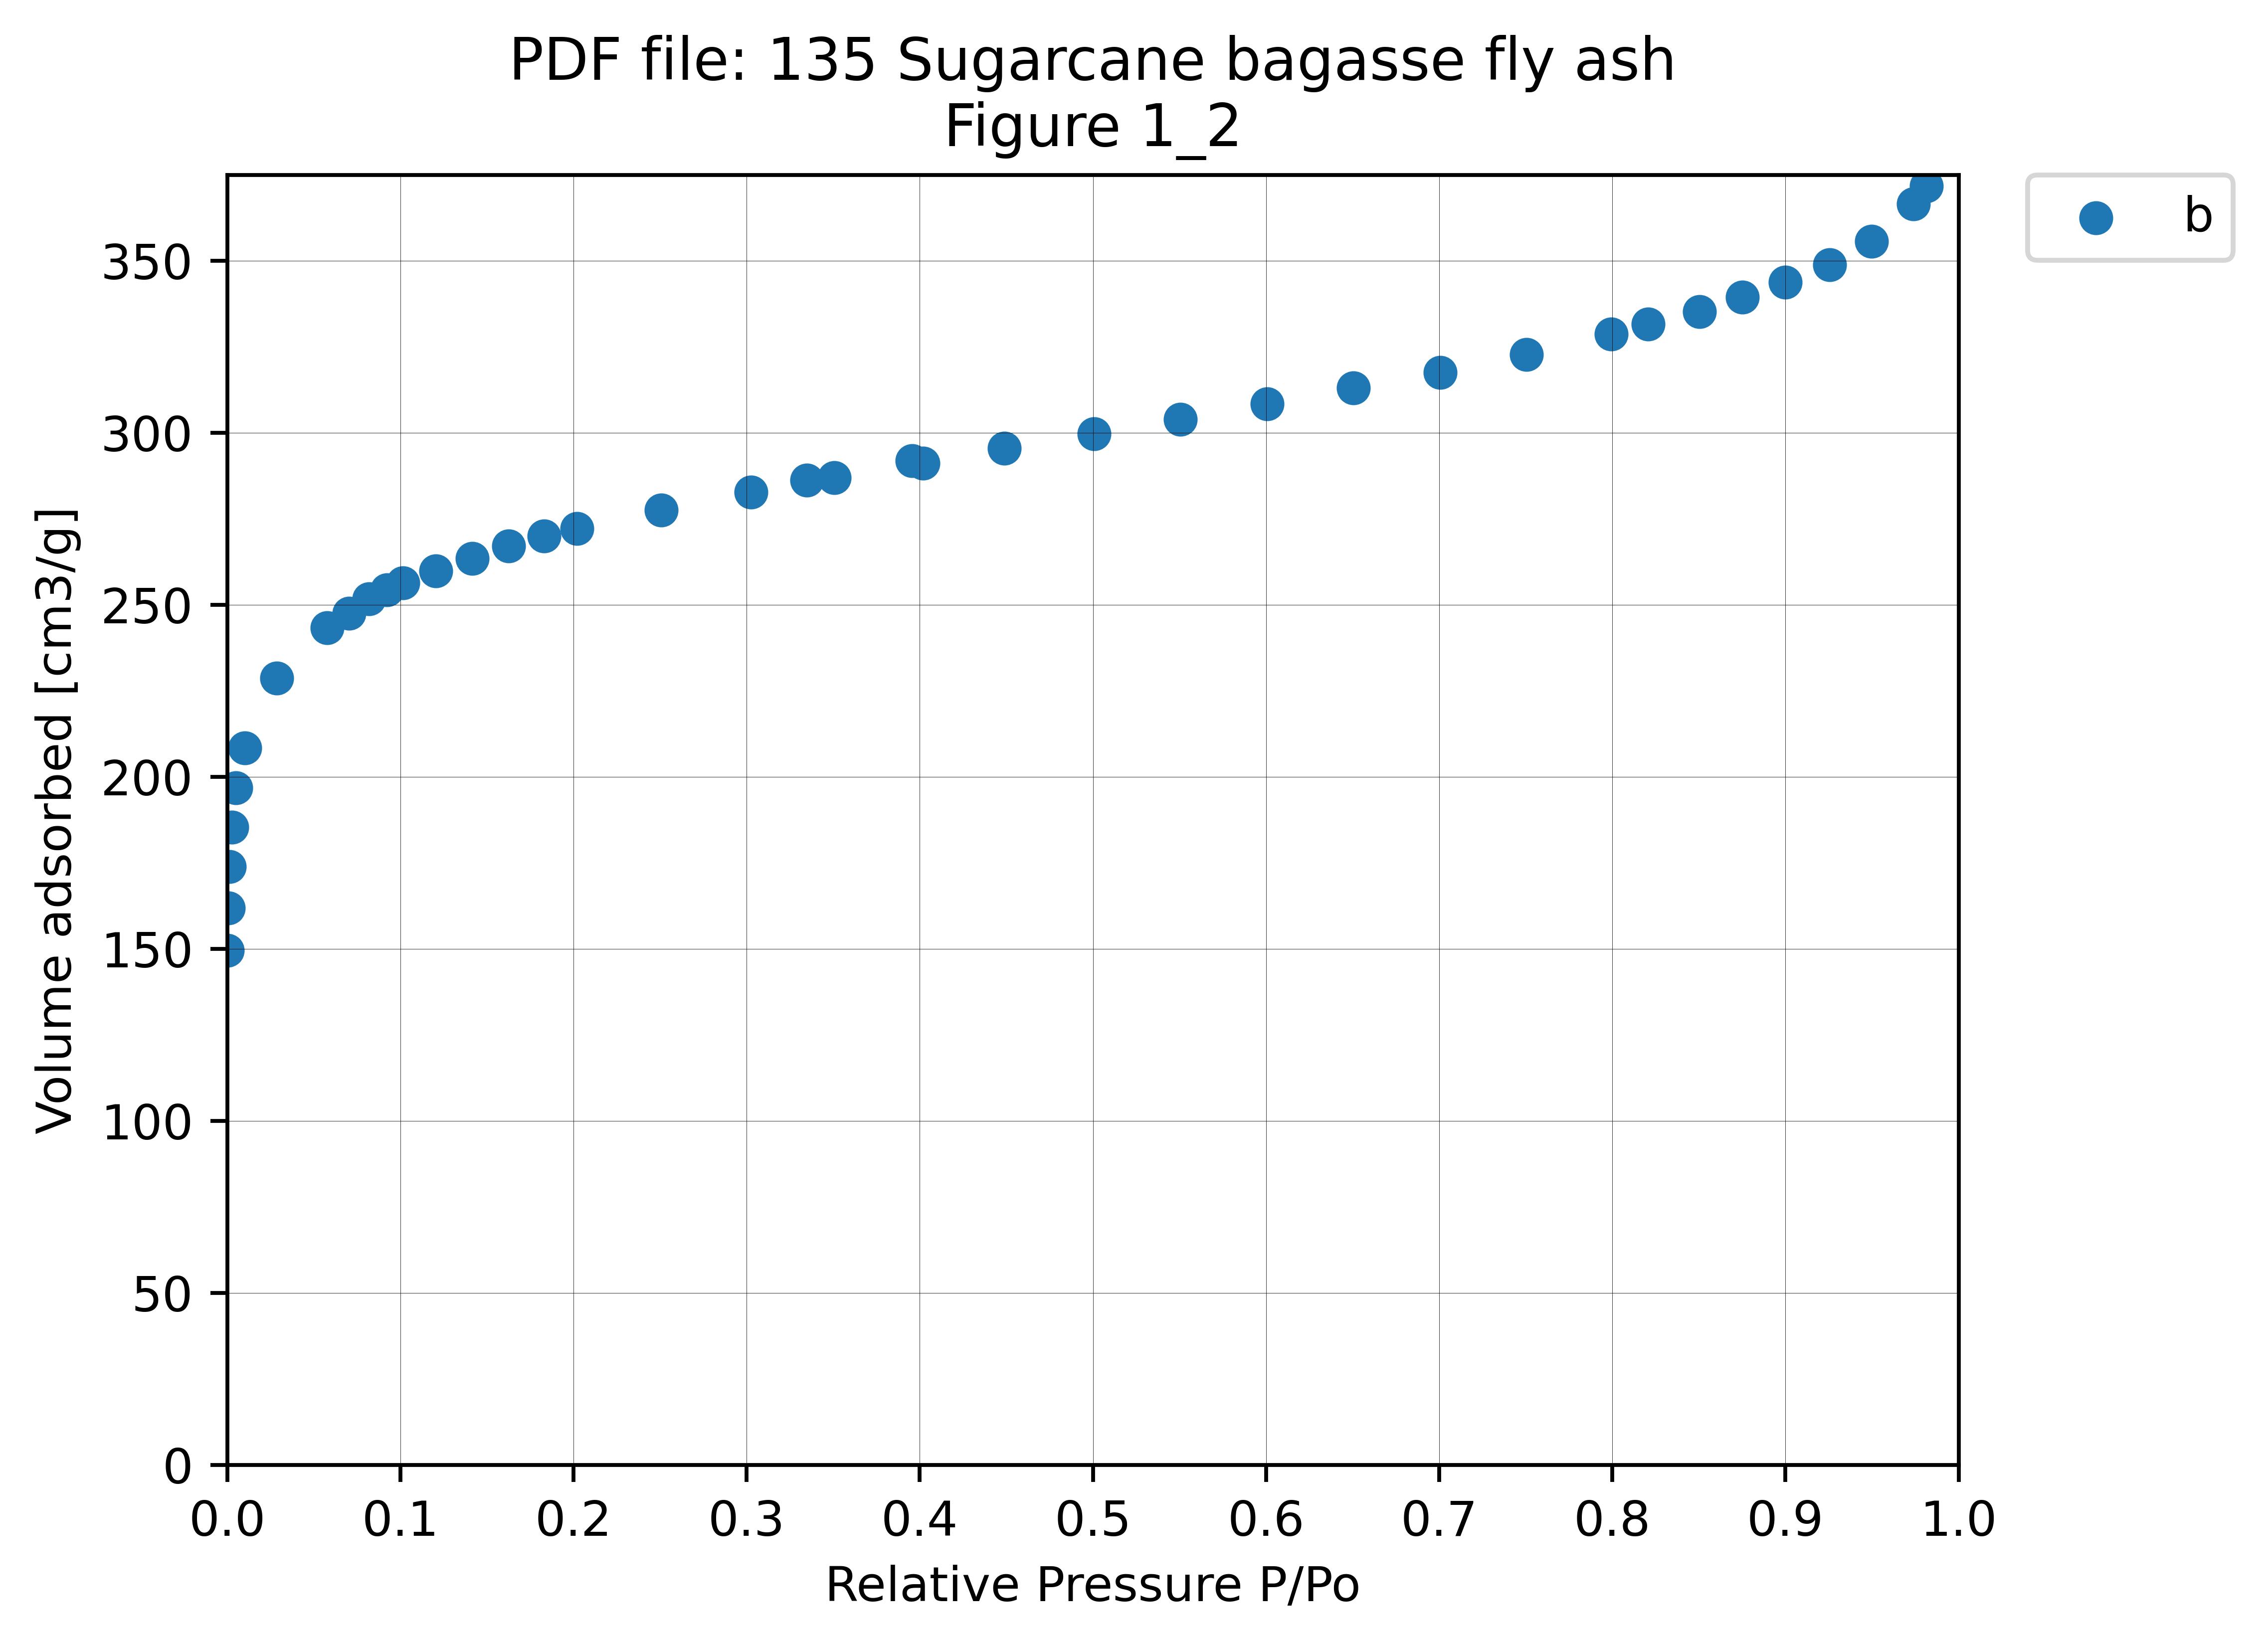 PDF file: 135 Sugarcane bagasse fly ash
Figure 1_2
b
Volume adsorbed [cm3/g]
350
300
250
200
150
100
50
0
0.0 0.1 0.2 0.3 0.4 0.5 0.6 0.7 0.8 0.9 1.0
Relative Pressure P/Po